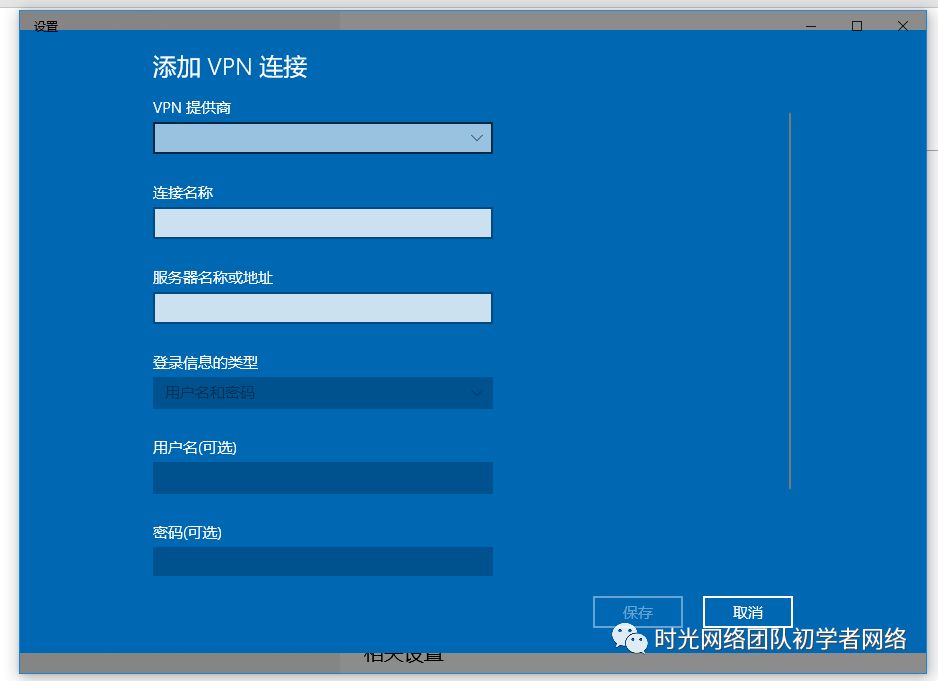 设置
添加 VPN 连接
VPN 提供商
连接名称
服务器名称或地址
登录信息的类型
用户名和密码
用户名(可选)
密码(可选)
保存
取消
时光网络团队初学者网络
相关设置